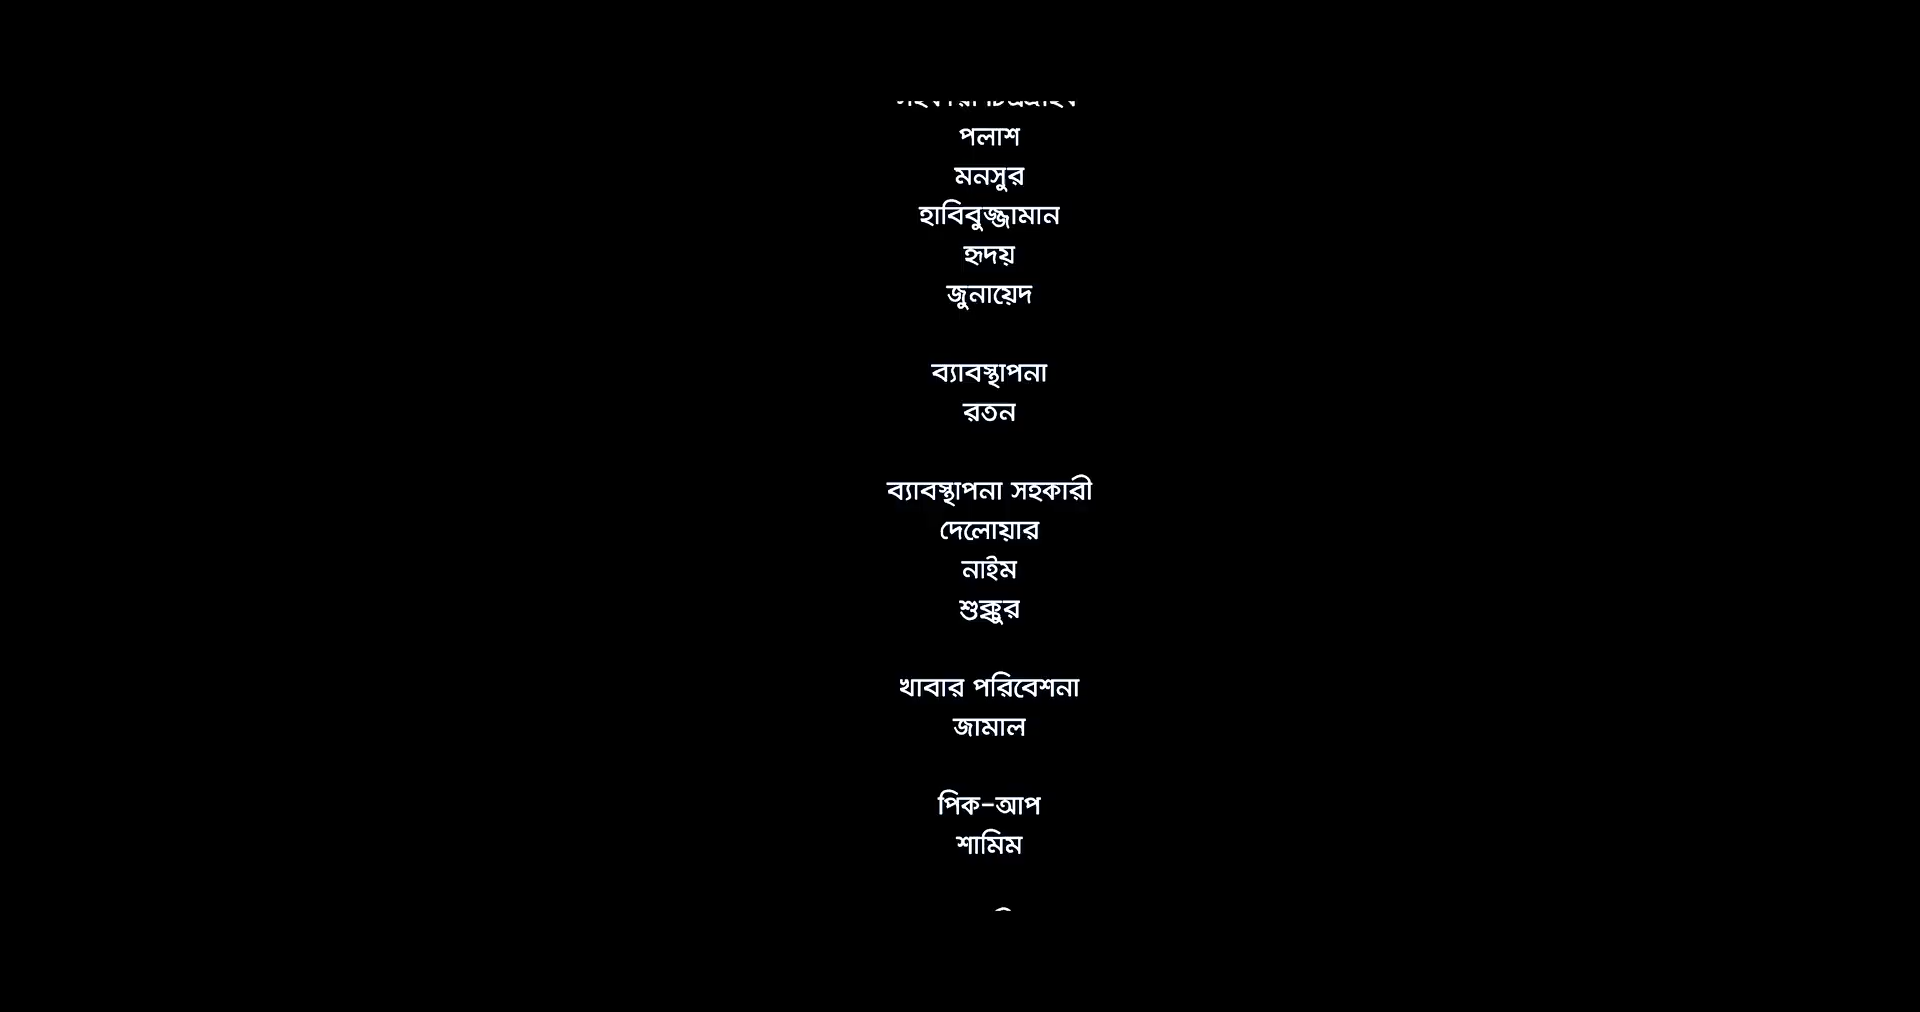 পলাশ
মনসুর
হাবিবুজ্জামান
হৃদয়
জুনায়েদ
ব্যাবস্থাপনা
রতন
ব্যাবস্থাপনা সহকারী
দেলোয়ার
নাইম
শুক্কুর
খাবার পরিবেশনা
জামাল
পিক-আপ
শামিম